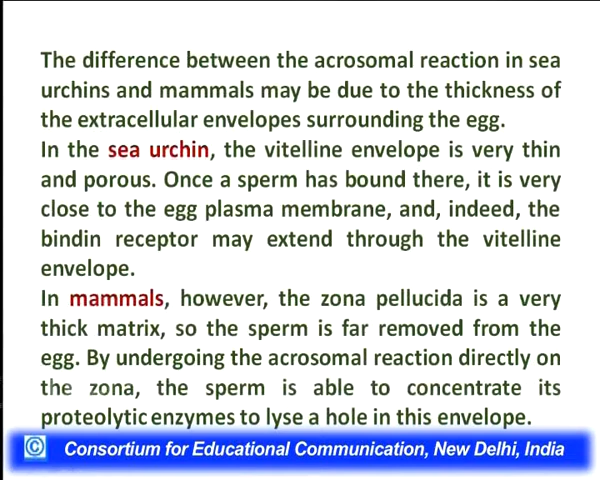 The difference between the acrosomal reaction in sea
urchins and mammals may be due to the thickness of
the extracellular envelopes surrounding the egg.
In the sea urchin, the vitelline envelope is very thin
and porous. Once a sperm has bound there, it is very
close to the egg plasma membrane, and, indeed, the
bindin receptor may extend through the vitelline
envelope.
In mammals, however, the zona pellucida is a very
thick matrix, so the sperm is far removed from the
egg. By undergoing the acrosomal reaction directly on
the zona, the sperm is able to concentrate its
proteolytic enzymes to lyse a hole in this envelope.
© Consortium for Educational Communication, New Delhi, India